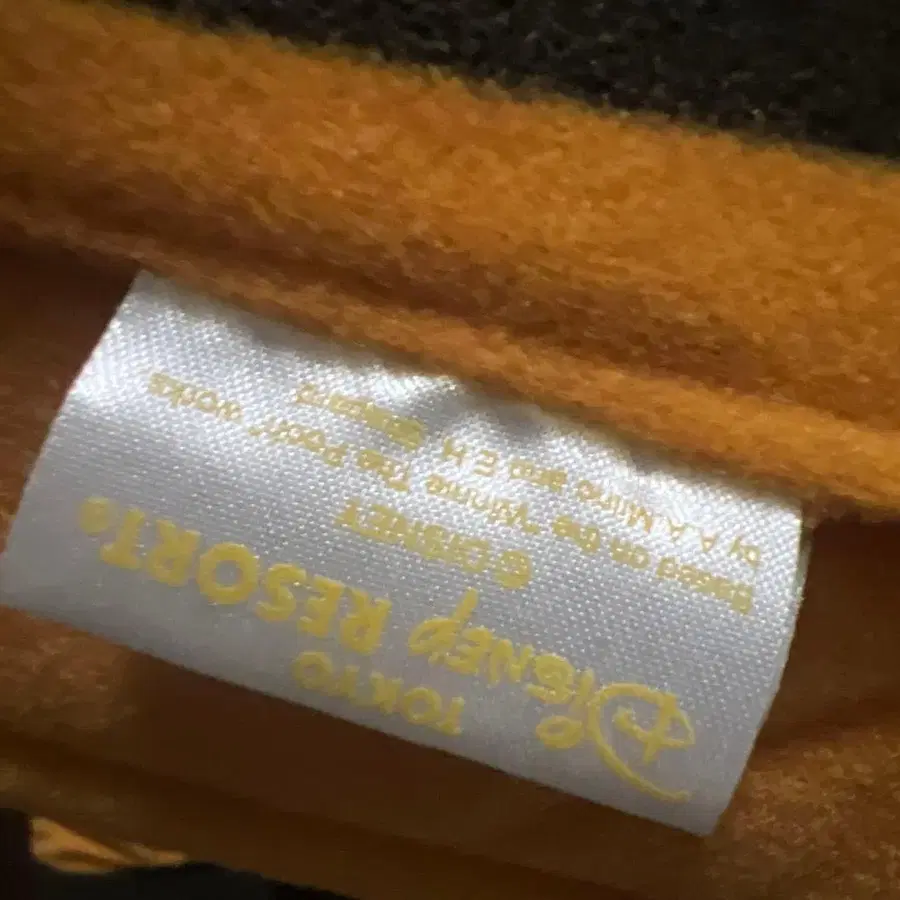 TOKYO
DISNEY RESORT®
© DISNEY
Based on the "Winnie The Pooh" works
by A.A. Milne and E.H. Shepard